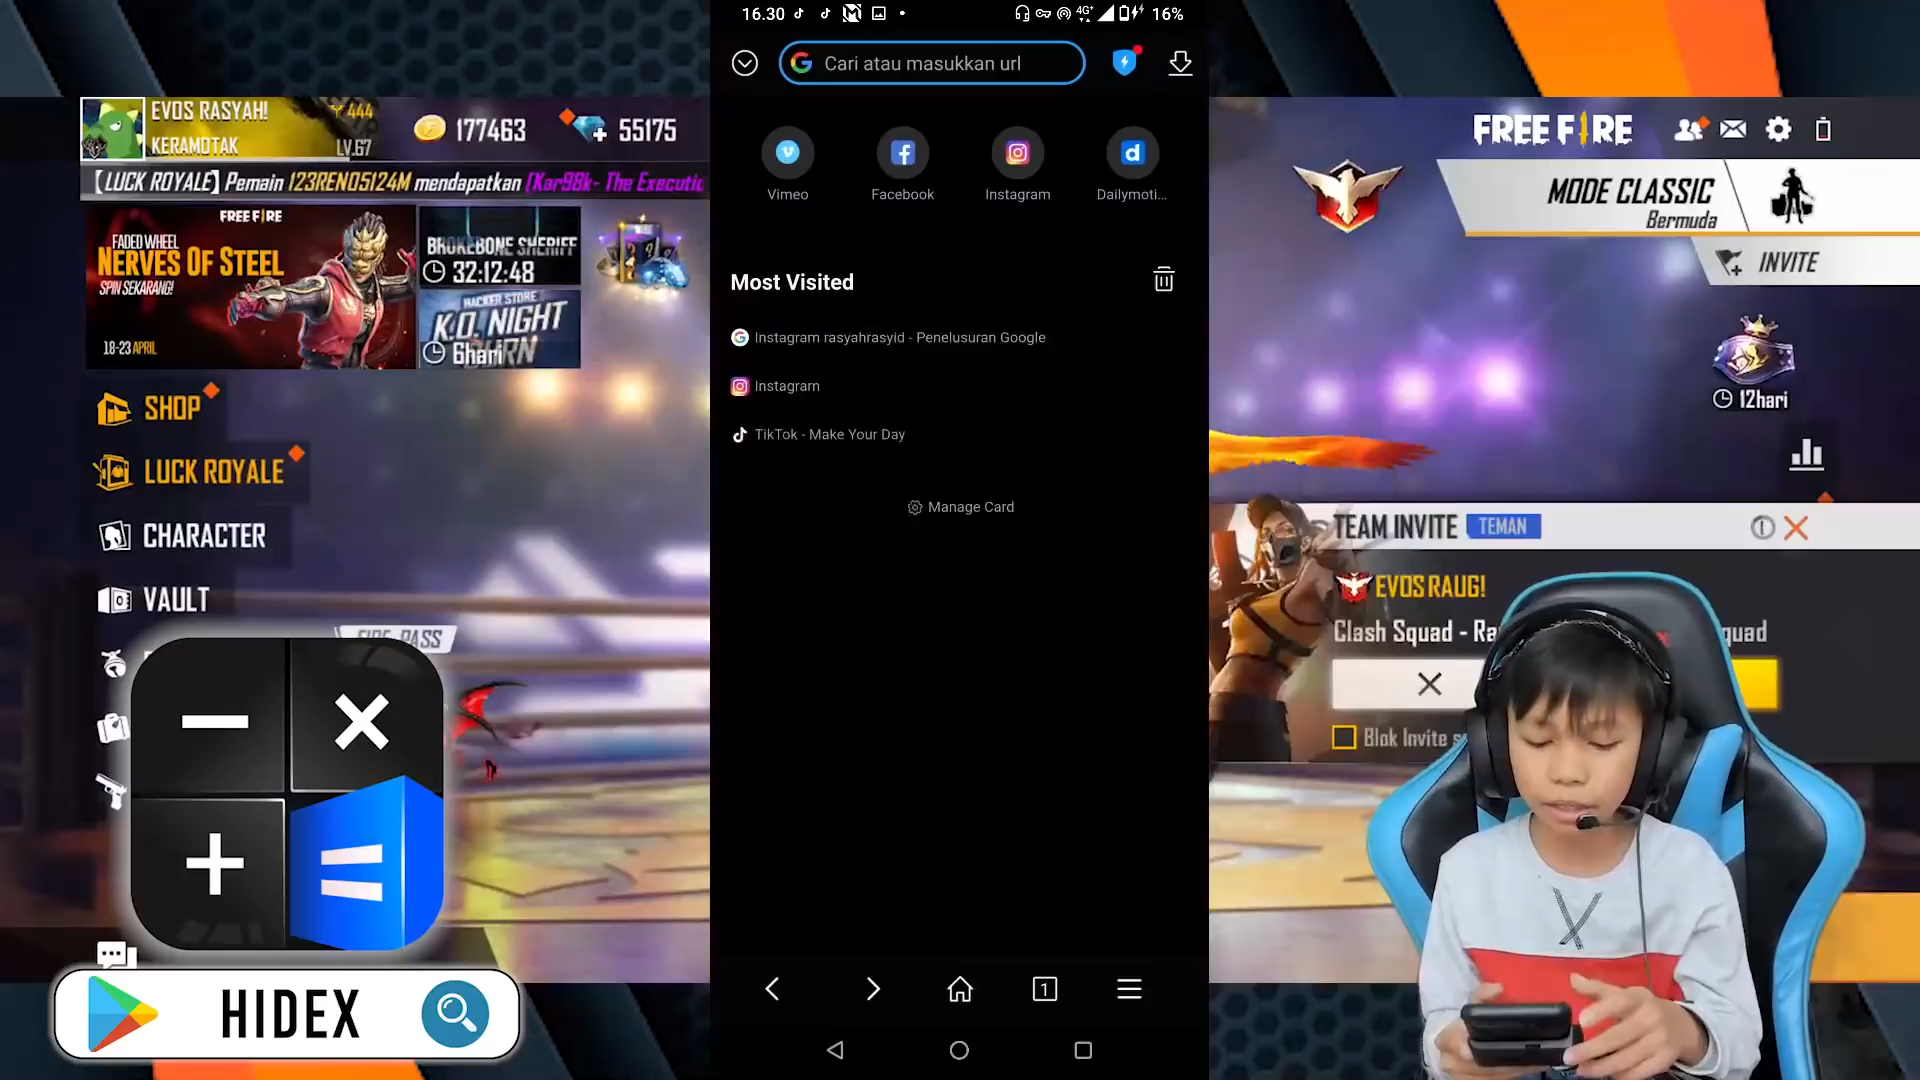 16.30
4G+
16%
Cari atau masukkan url
Vimeo
Facebook
Instagram
Dailymoti...
Most Visited
Instagram rasyahrasyid - Penelusuran Google
Instagram
TikTok - Make Your Day
Manage Card
1
EVOS RASYAH!
444
KERAMOTAK
LV.67
177463
55175
【LUCK ROYALE】 Pemain 123RENO5124M mendapatkan [Kar98k- The Executio
FREE FIRE
FADED WHEEL
NERVES OF STEEL
SPIN SEKARANG!
18-23 APRIL
BROKEBONE SHERIFF
32:12:48
HACKER STORE
K.O. NIGHT
6hari
SHOP
LUCK ROYALE
CHARACTER
VAULT
FIRE PASS
HIDEX
FREE FIRE
MODE CLASSIC
Bermuda
INVITE
12hari
TEAM INVITE
TEMAN
EVOS RAUG!
Clash Squad - Ra
quad
Blok Invite s